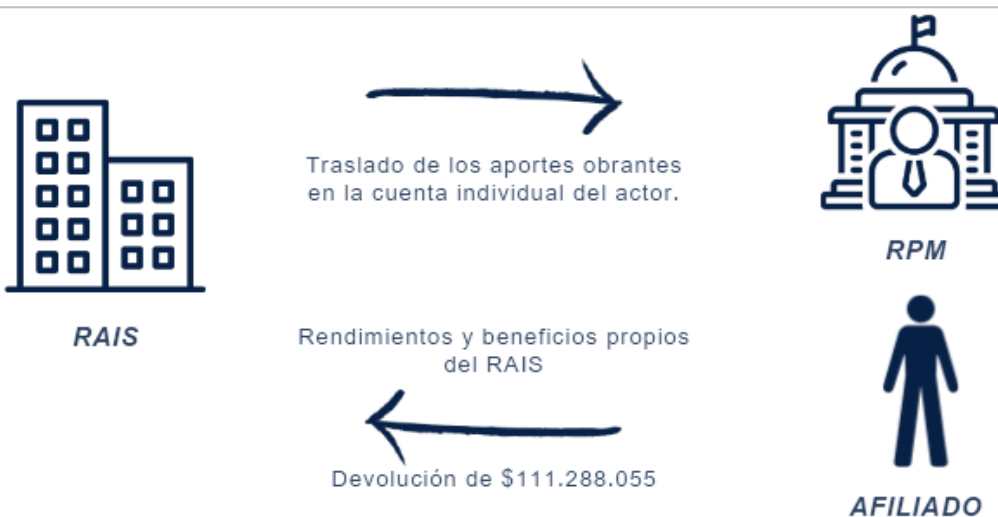 Traslado de los aportes obrantes
en la cuenta individual del actor.
RPM
RAIS
Rendimientos y beneficios propios
del RAIS
Devolución de $111.288.055
AFILIADO